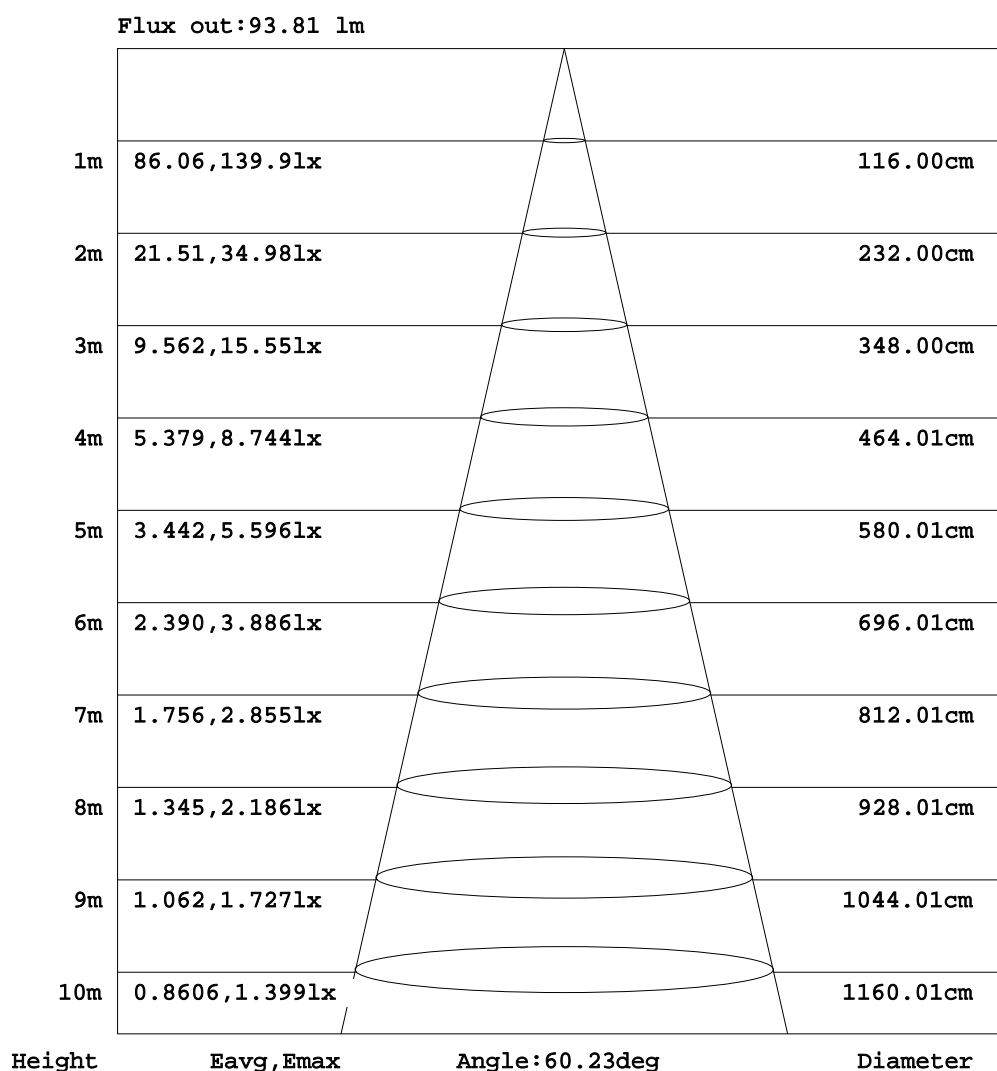 Flux out:93.81 lm
1m 86.06,139.9lx 116.00cm
2m 21.51,34.98lx 232.00cm
3m 9.562,15.55lx 348.00cm
4m 5.379,8.744lx 464.01cm
5m 3.442,5.596lx 580.01cm
6m 2.390,3.886lx 696.01cm
7m 1.756,2.855lx 812.01cm
8m 1.345,2.186lx 928.01cm
9m 1.062,1.727lx 1044.01cm
10m 0.8606,1.399lx 1160.01cm
Height Eavg,Emax Angle:60.23deg Diameter